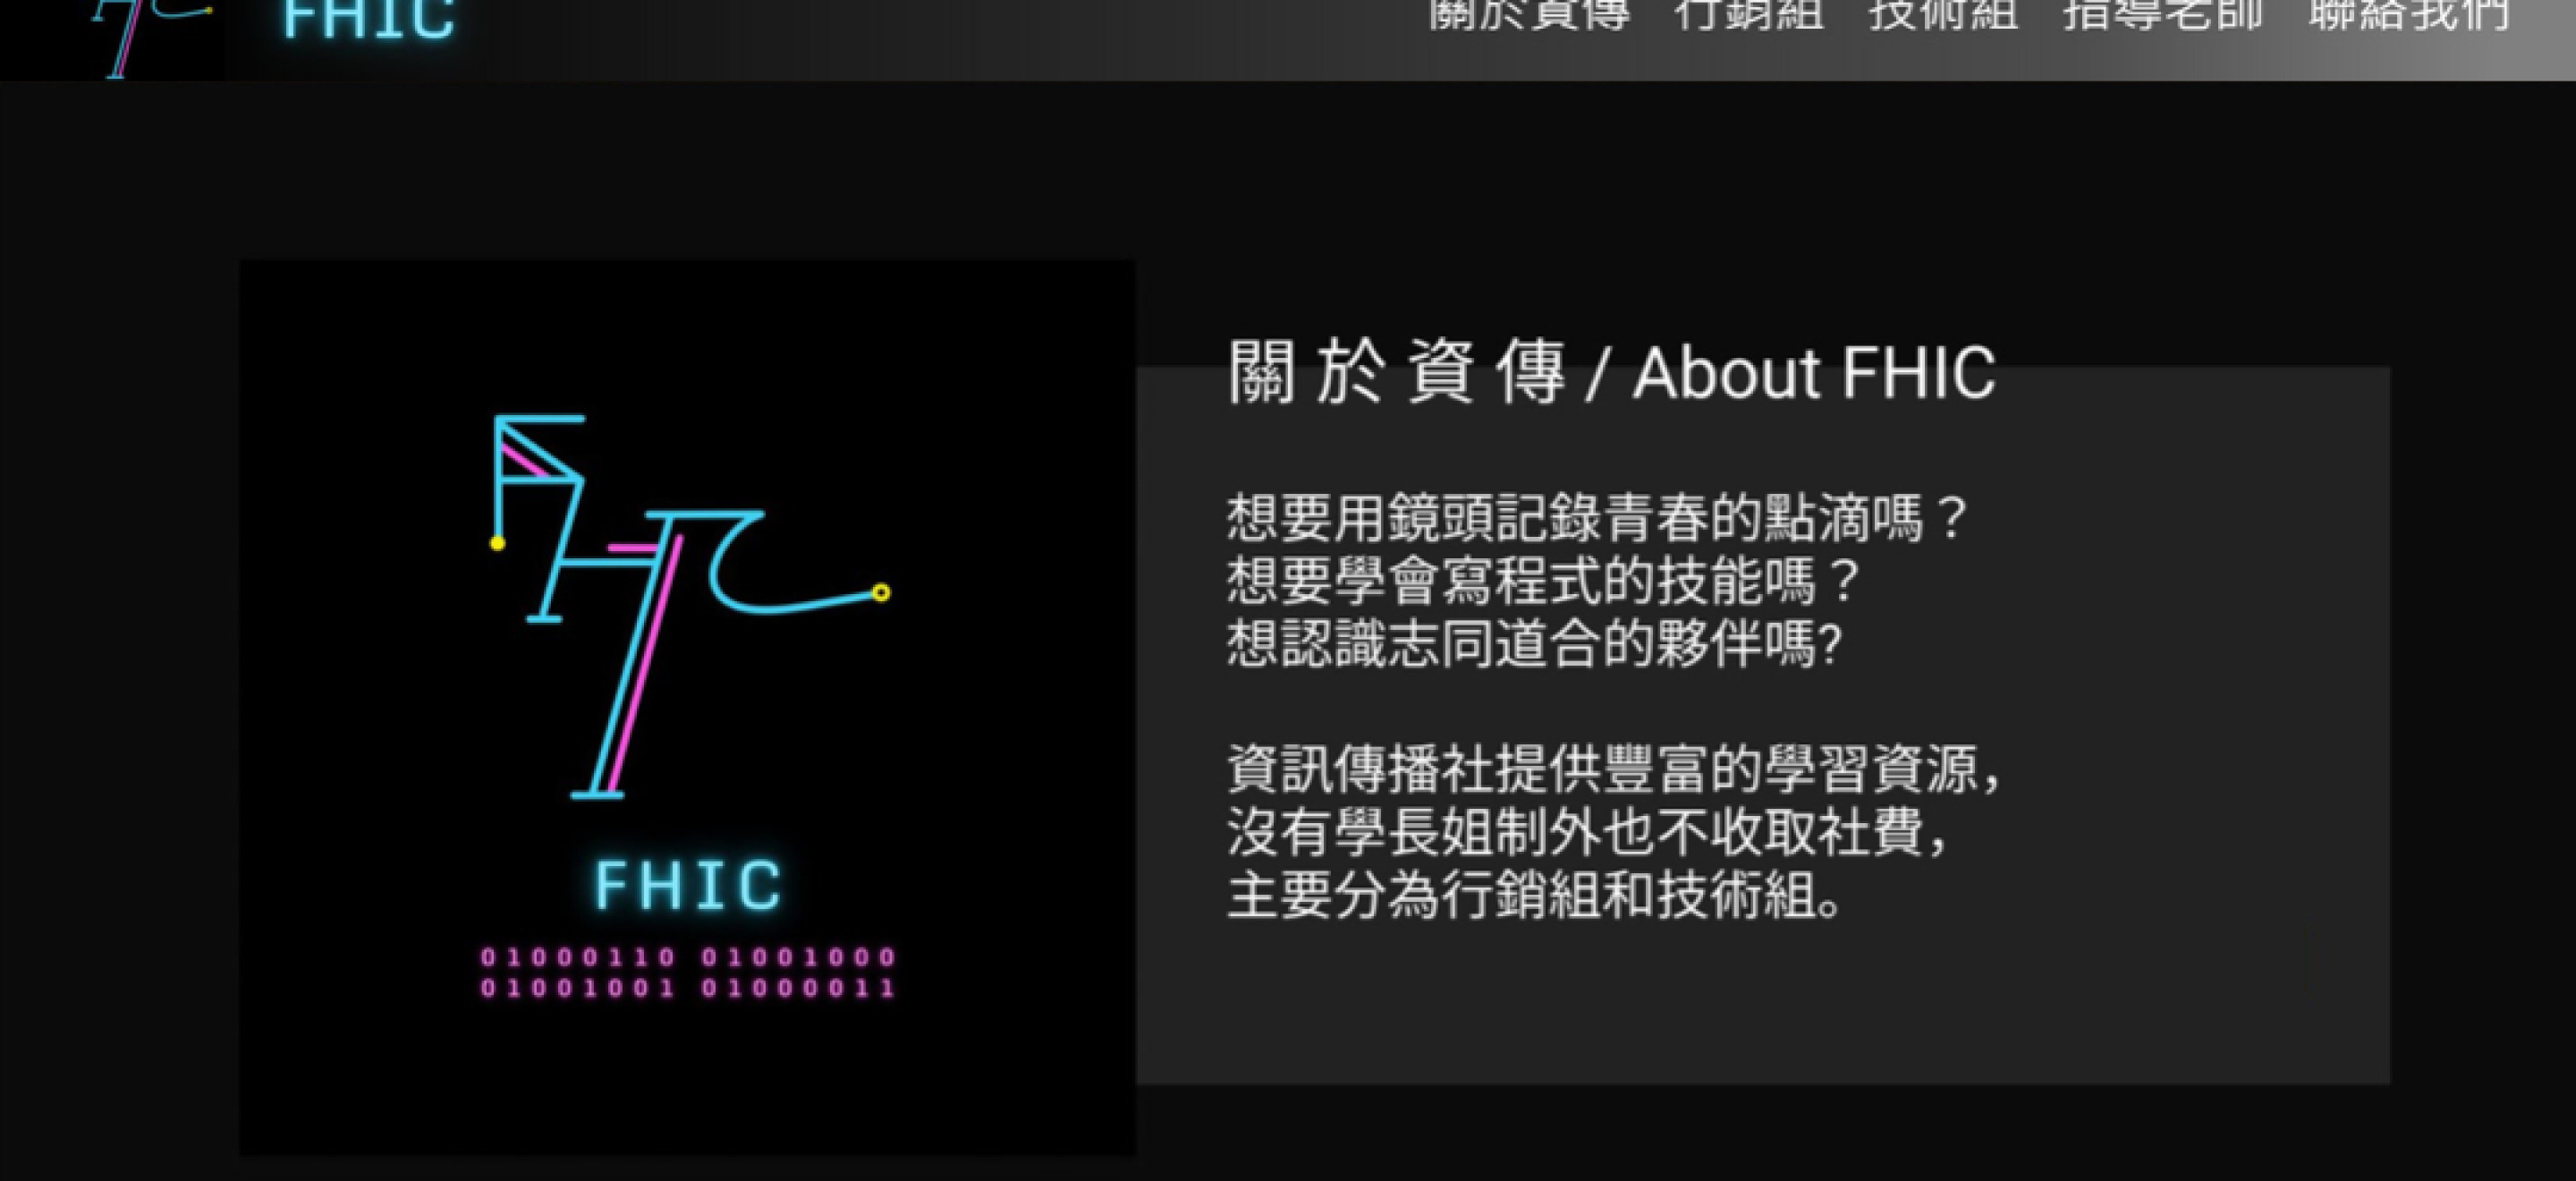 FHIC
關於資傳 行銷組 技術組 指導老師 聯絡我們
關於資傳 / About FHIC
想要用鏡頭記錄青春的點滴嗎？
想要學會寫程式的技能嗎？
想認識志同道合的夥伴嗎?
資訊傳播社提供豐富的學習資源，
沒有學長姐制外也不收取社費，
主要分為行銷組和技術組。
FHIC
01000110 01001000
01001001 01000011